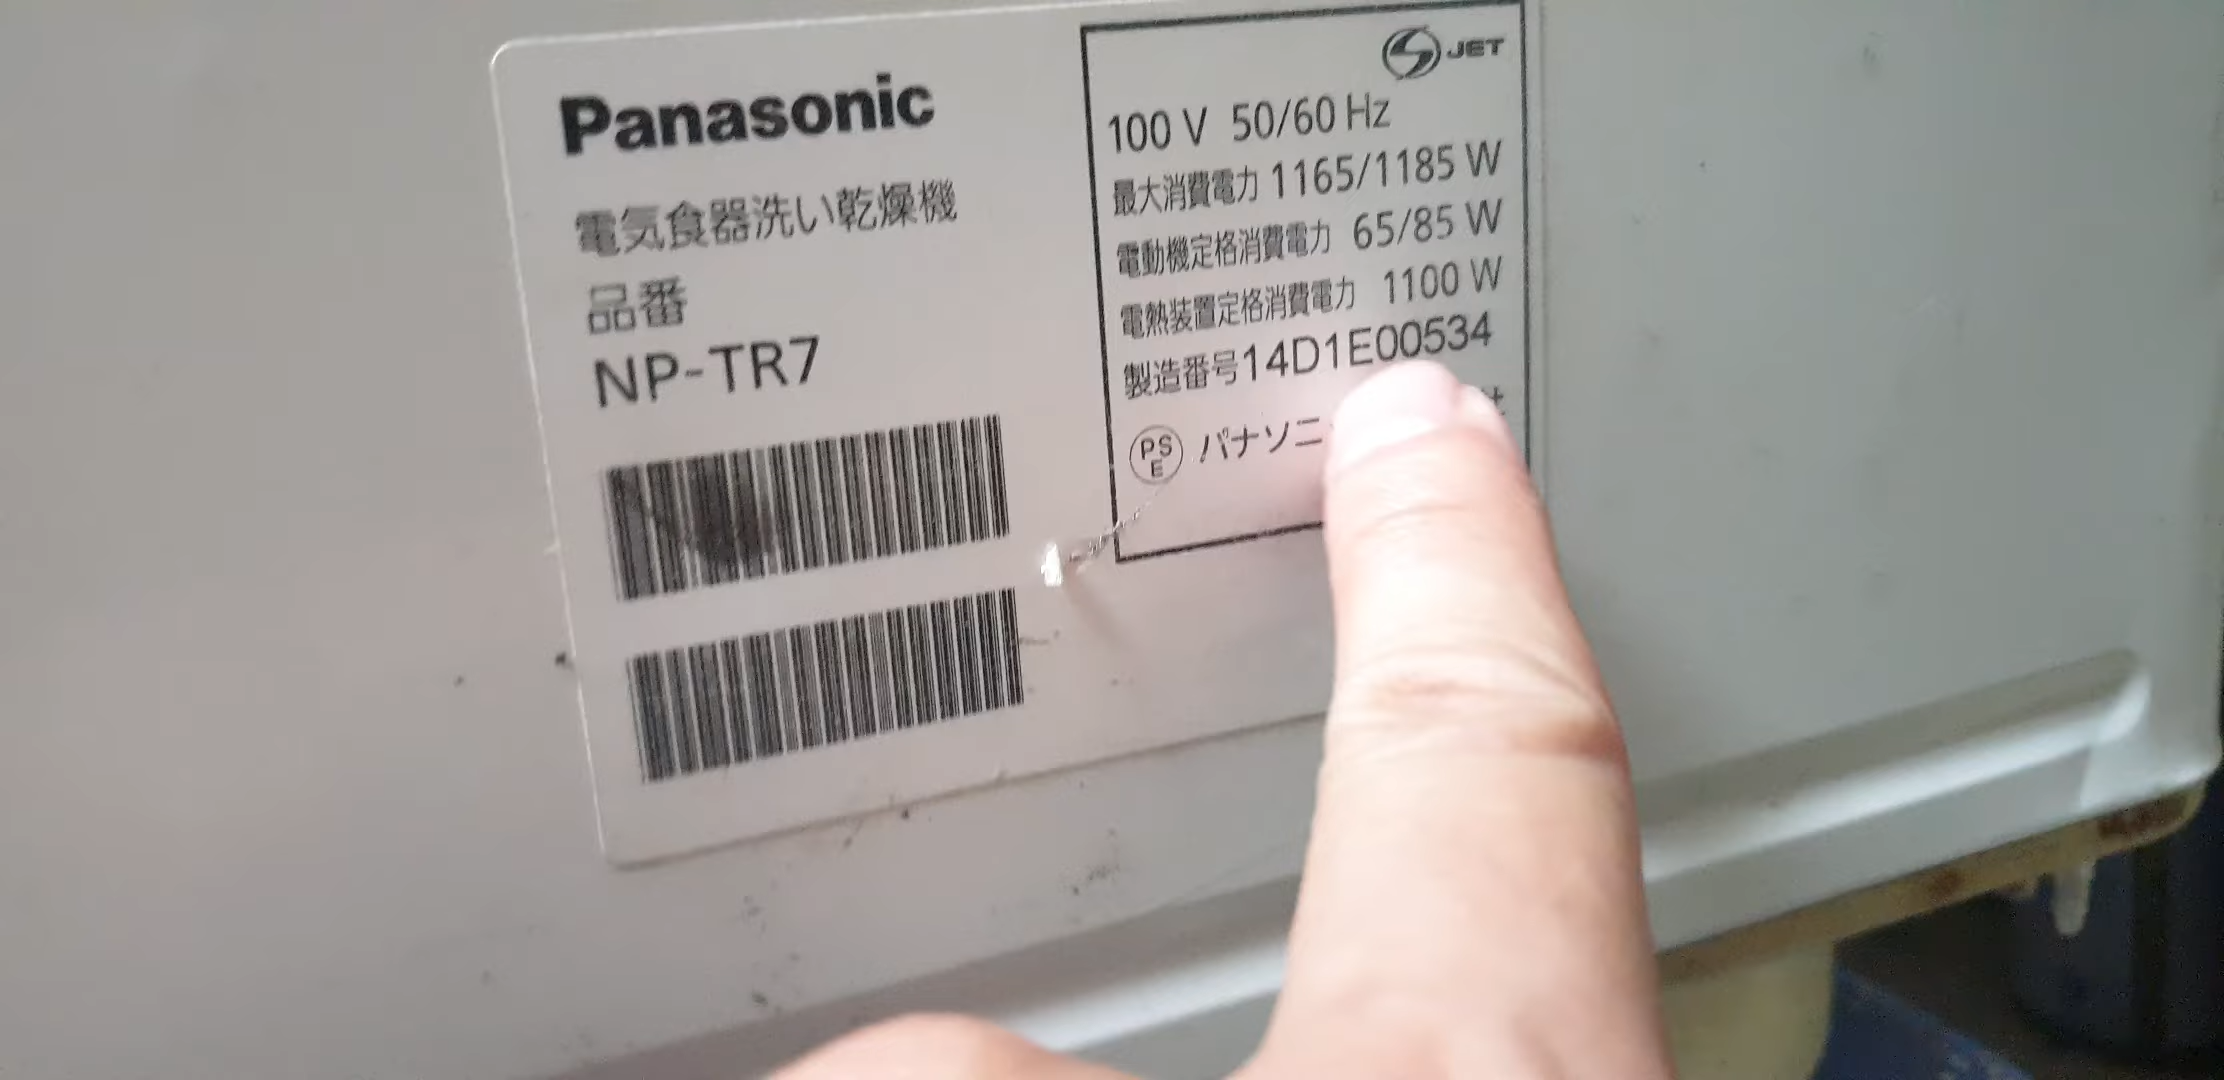 Panasonic
電気食器洗い乾燥機
品番
NP-TR7
JET
100 V 50/60 Hz
最大消費電力 1165/1185 W
電動機定格消費電力 65/85 W
電熱装置定格消費電力 1100 W
製造番号14D1E00534
PS
E
パナソニ